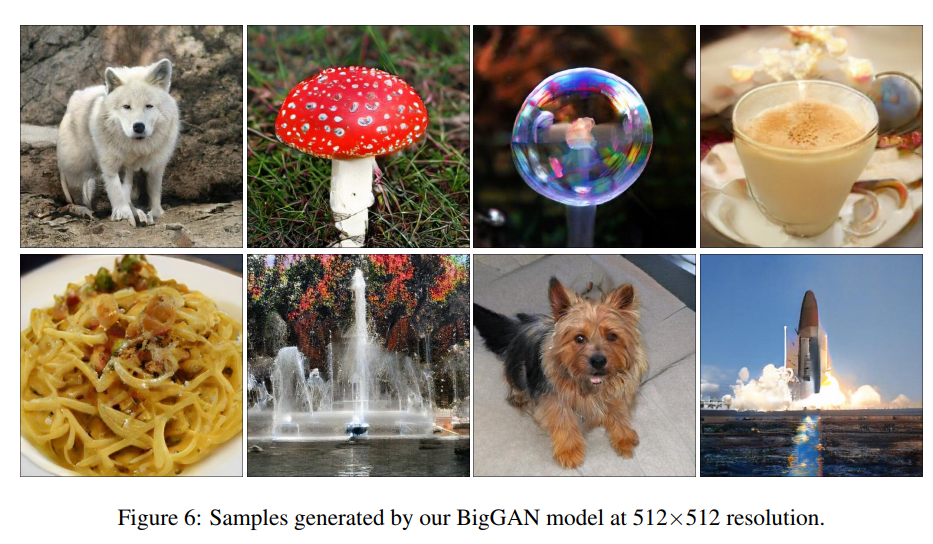 Figure 6: Samples generated by our BigGAN model at 512×512 resolution.